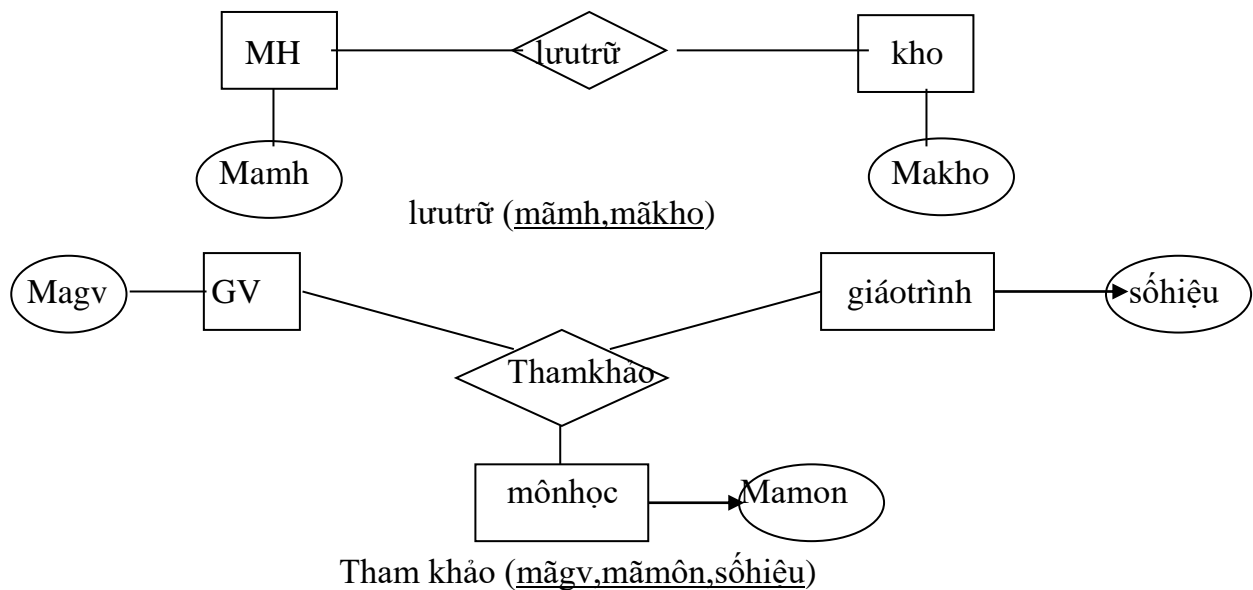 MH lưutrữ kho
Mamh Makho
lưutrữ (mãmh,mãkho)
Magv GV giáotrình sốhiệu
Thamkhảo
mônhọc Mamon
Tham khảo (mãgv,mãmôn,sốhiệu)